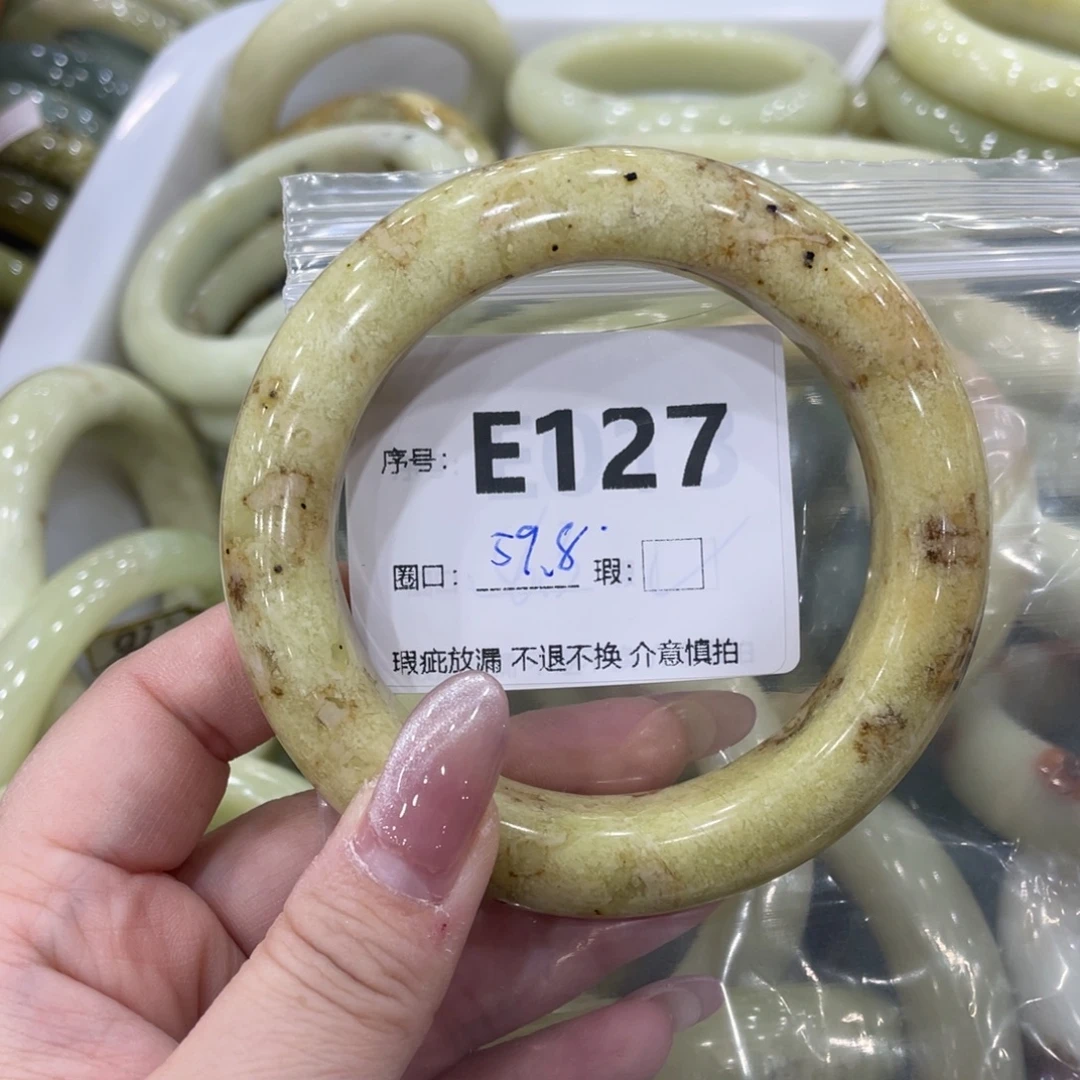 序号: E127
圈口: 59.8 瑕:
瑕疵放漏 不退不换 介意慎拍